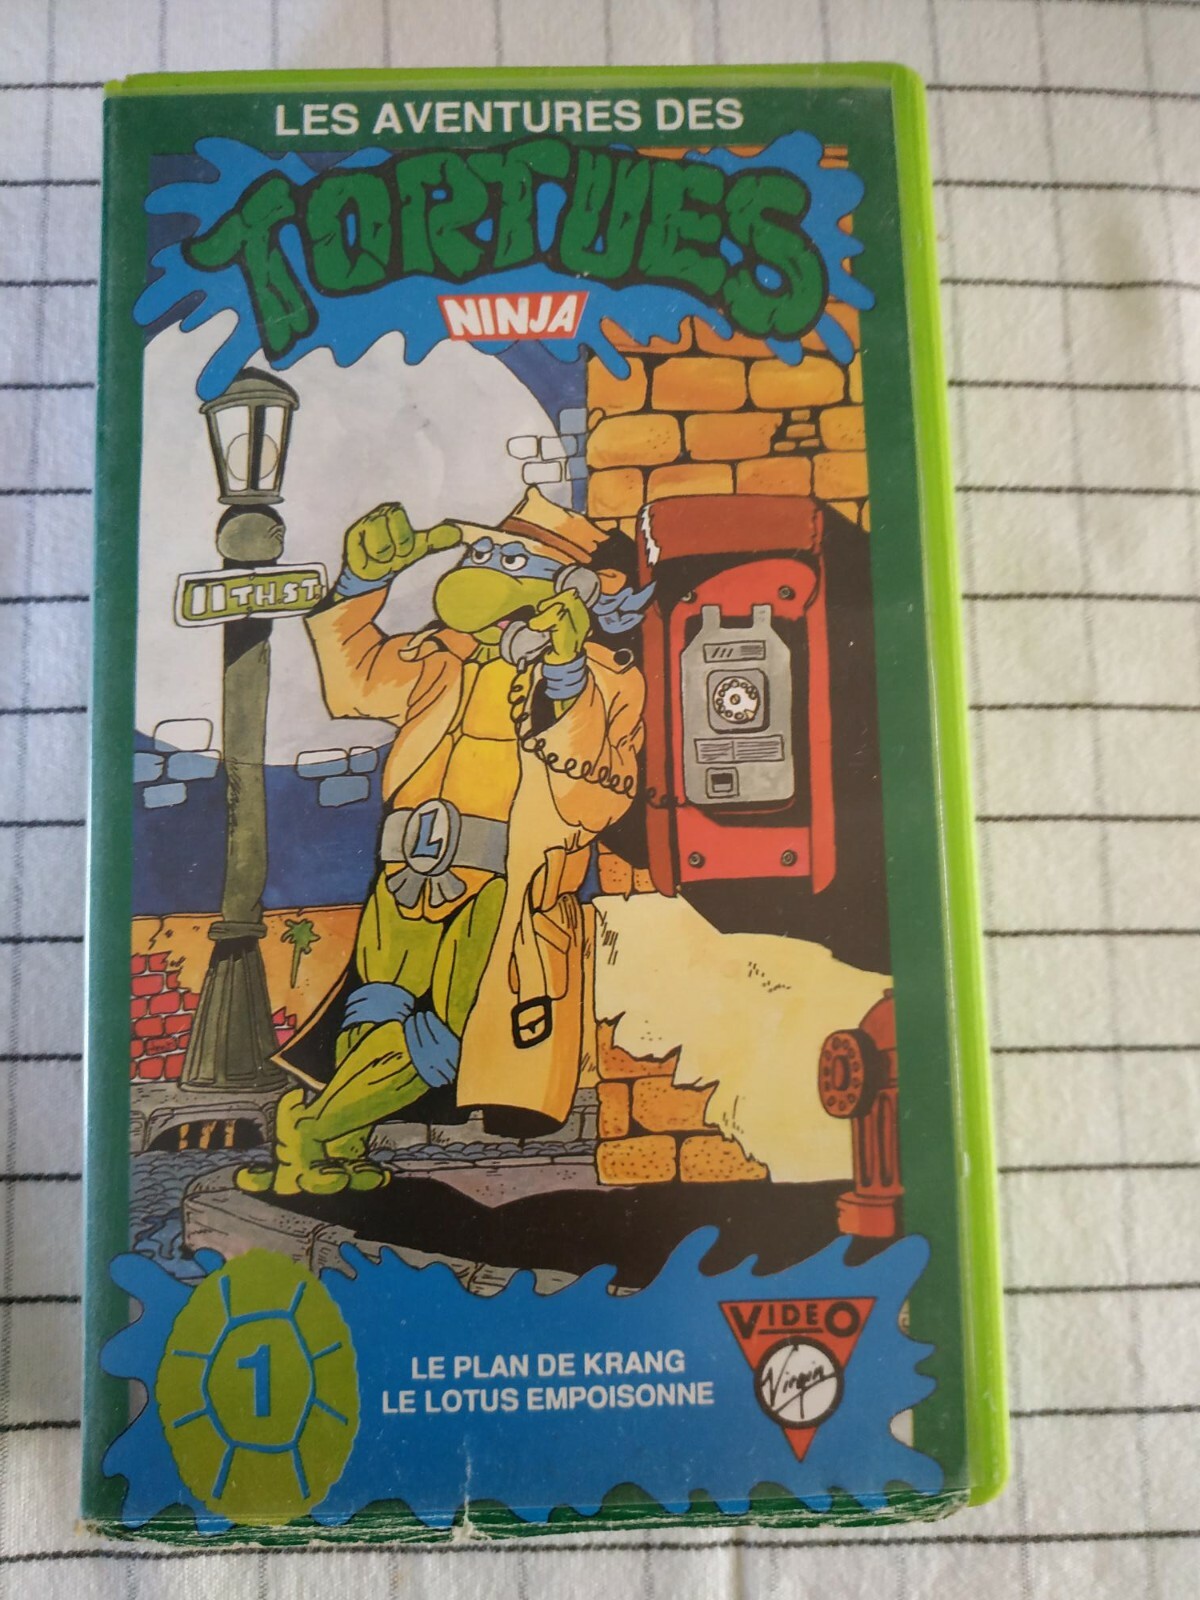 LES AVENTURES DES
TORTUES
NINJA
11TH.ST.
L
1
LE PLAN DE KRANG
LE LOTUS EMPOISONNE
VIDEO
Virgin